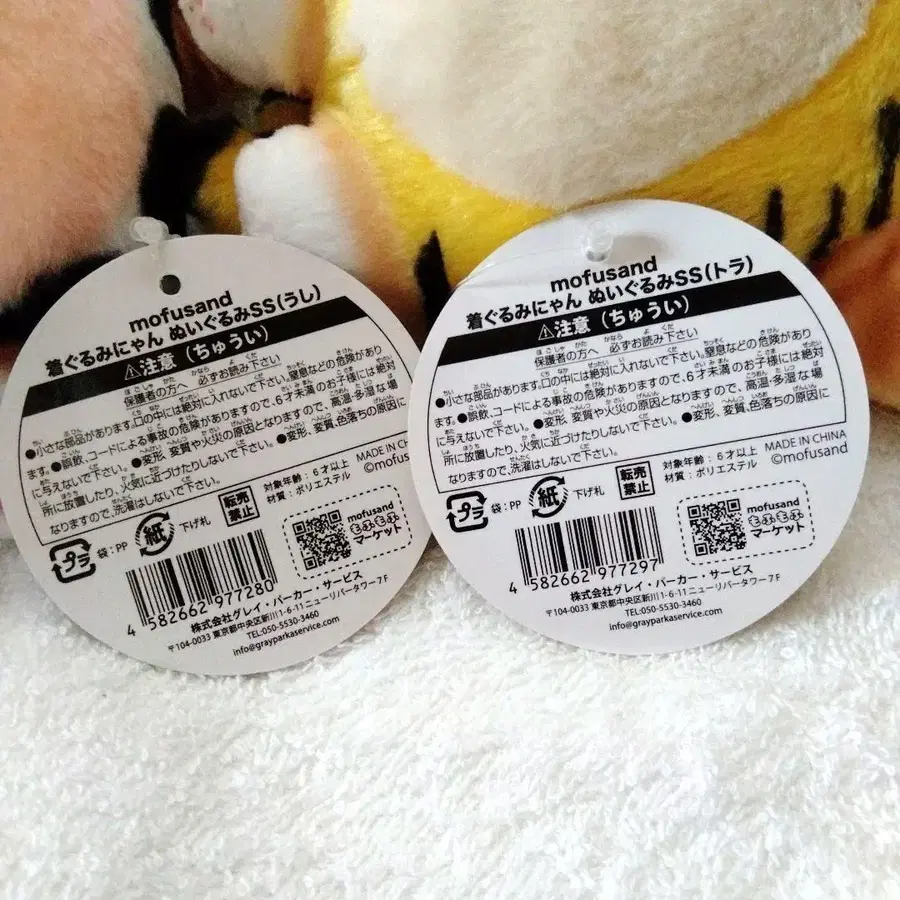 mofusand
着ぐるみにゃん ぬいぐるみSS(うし)
⚠注意（ちゅうい）
保護者の方へ 必ずお読み下さい
●小さな部品があります。口の中には絶対に入れないで下さい。窒息などの危険があり
ます。●誤飲、コードによる事故の危険がありますので、6才未満のお子様には絶対
に与えないで下さい。●変形、変質や火災の原因となりますので、高温・多湿な場
所に放置したり、火気に近づけたりしないで下さい。●変形、変質、色落ちの原因に
なりますので、洗濯はしないで下さい。
©mofusand
プラ
袋:PP
紙
下げ札
転売
禁止
対象年齢：6才以上
材質：ポリエステル
mofusand
もふもふ
マーケット
4 582662 977280
株式会社グレイ・パーカー・サービス
〒104-0033 東京都中央区新川1-6-11ニューリバータワー7F
TEL:050-5530-3460
info@grayparkaservice.com
mofusand
着ぐるみにゃん ぬいぐるみSS(トラ)
⚠注意（ちゅうい）
保護者の方へ 必ずお読み下さい
●小さな部品があります。口の中には絶対に入れないで下さい。窒息などの危険があり
ます。●誤飲、コードによる事故の危険がありますので、6才未満のお子様には絶対
に与えないで下さい。●変形、変質や火災の原因となりますので、高温・多湿な場
所に放置したり、火気に近づけたりしないで下さい。●変形、変質、色落ちの原因に
なりますので、洗濯はしないで下さい。
MADE IN CHINA
©mofusand
プラ
袋:PP
紙
下げ札
転売
禁止
対象年齢：6才以上
材質：ポリエステル
mofusand
もふもふ
マーケット
4 582662 977297
株式会社グレイ・パーカー・サービス
〒104-0033 東京都中央区新川1-6-11ニューリバータワー7F
TEL:050-5530-3460
info@grayparkaservice.com